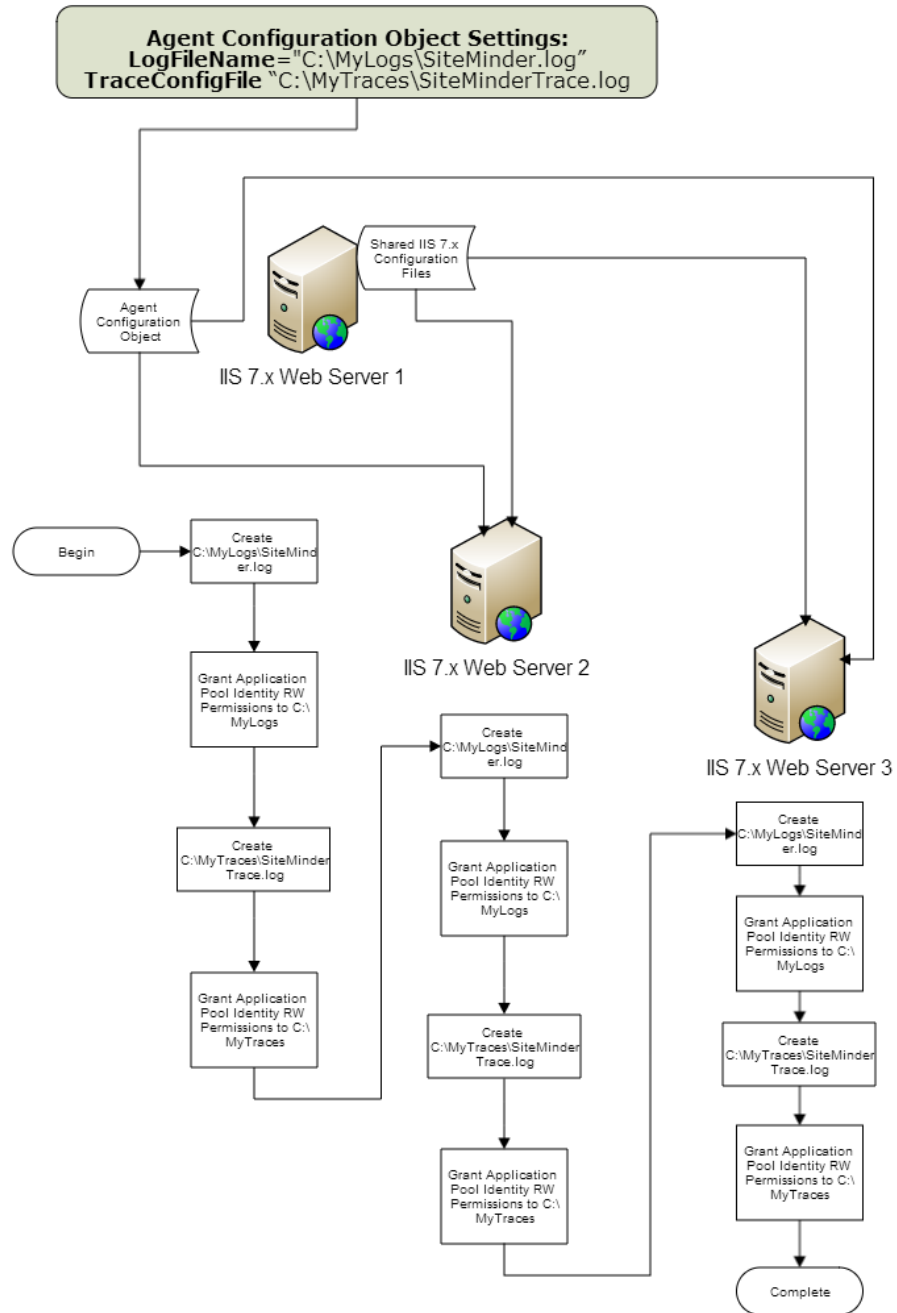 Agent Configuration Object Settings:
LogFileName="C:\MyLogs\SiteMinder.log”
TraceConfigFile “C:\MyTraces\SiteMinderTrace.log
Shared IIS 7.x
Configuration
Files
Agent
Configuration
Object
IIS 7.x Web Server 1
Begin
Create
C:\MyLogs\SiteMind
er.log
Grant Application
Pool Identity RW
Permissions to C:\
MyLogs
Create
C:\MyTraces\SiteMinder
Trace.log
Grant Application
Pool Identity RW
Permissions to C:\
MyTraces
IIS 7.x Web Server 2
Create
C:\MyLogs\SiteMind
er.log
Grant Application
Pool Identity RW
Permissions to C:\
MyLogs
Create
C:\MyTraces\SiteMinder
Trace.log
Grant Application
Pool Identity RW
Permissions to C:\
MyTraces
IIS 7.x Web Server 3
Create
C:\MyLogs\SiteMind
er.log
Grant Application
Pool Identity RW
Permissions to C:\
MyLogs
Create
C:\MyTraces\SiteMinder
Trace.log
Grant Application
Pool Identity RW
Permissions to C:\
MyTraces
Complete